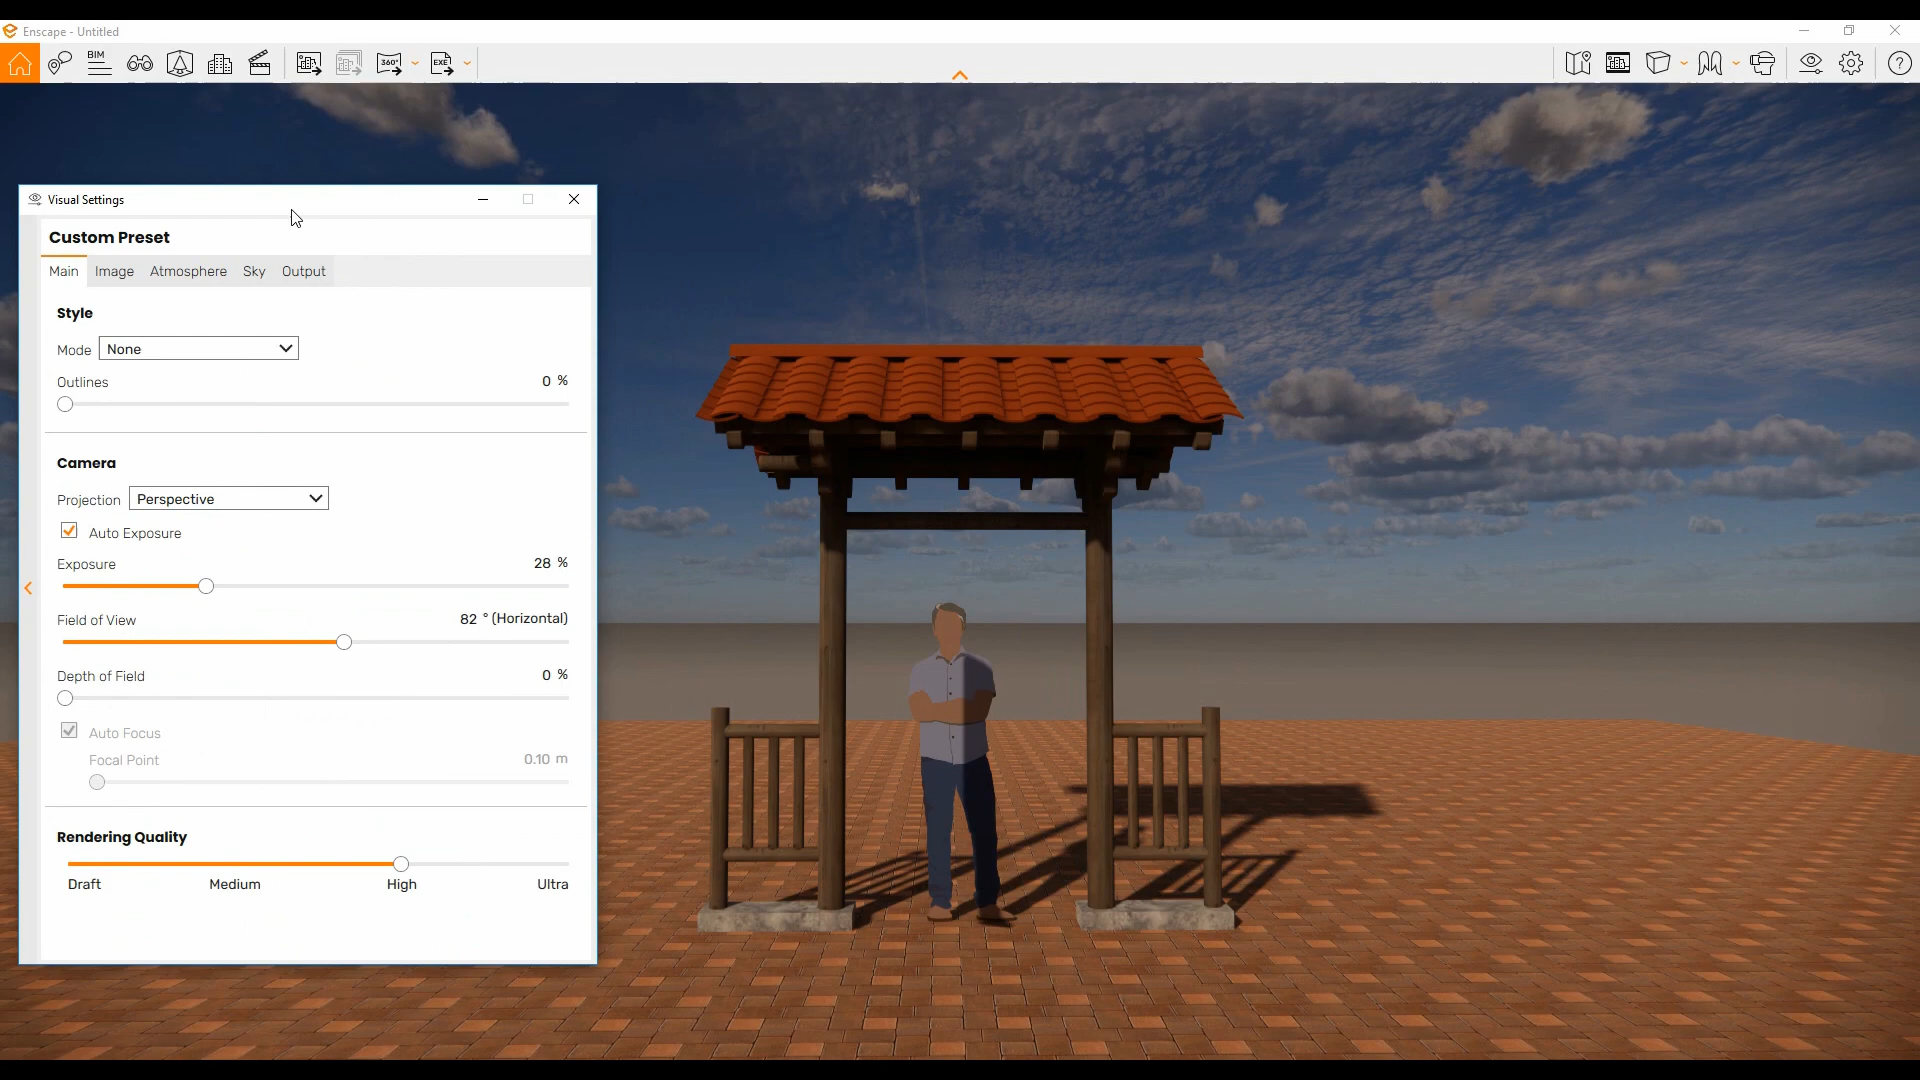 Enscape - Untitled
BIM
360°
EXE
?
Visual Settings
Custom Preset
Main Image Atmosphere Sky Output
Style
Mode None
Outlines 0 %
Camera
Projection Perspective
Auto Exposure
Exposure 28 %
Field of View 82 ° (Horizontal)
Depth of Field 0 %
Auto Focus
Focal Point 0.10 m
Rendering Quality
Draft Medium High Ultra